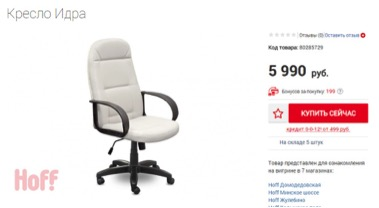 Кресло Идра
Отзывы (0) Оставить отзыв
Код товара: 80285729
5 990 руб.
Бонусов за покупку: 199
КУПИТЬ СЕЙЧАС
кредит 0-0-12! от 499 руб.
На складе 5 штук
Товар представлен для ознакомления
на витрине в 7 магазинах:
Hoff Домодедовская
Hoff Минское шоссе
Hoff Жулебино
Hoff